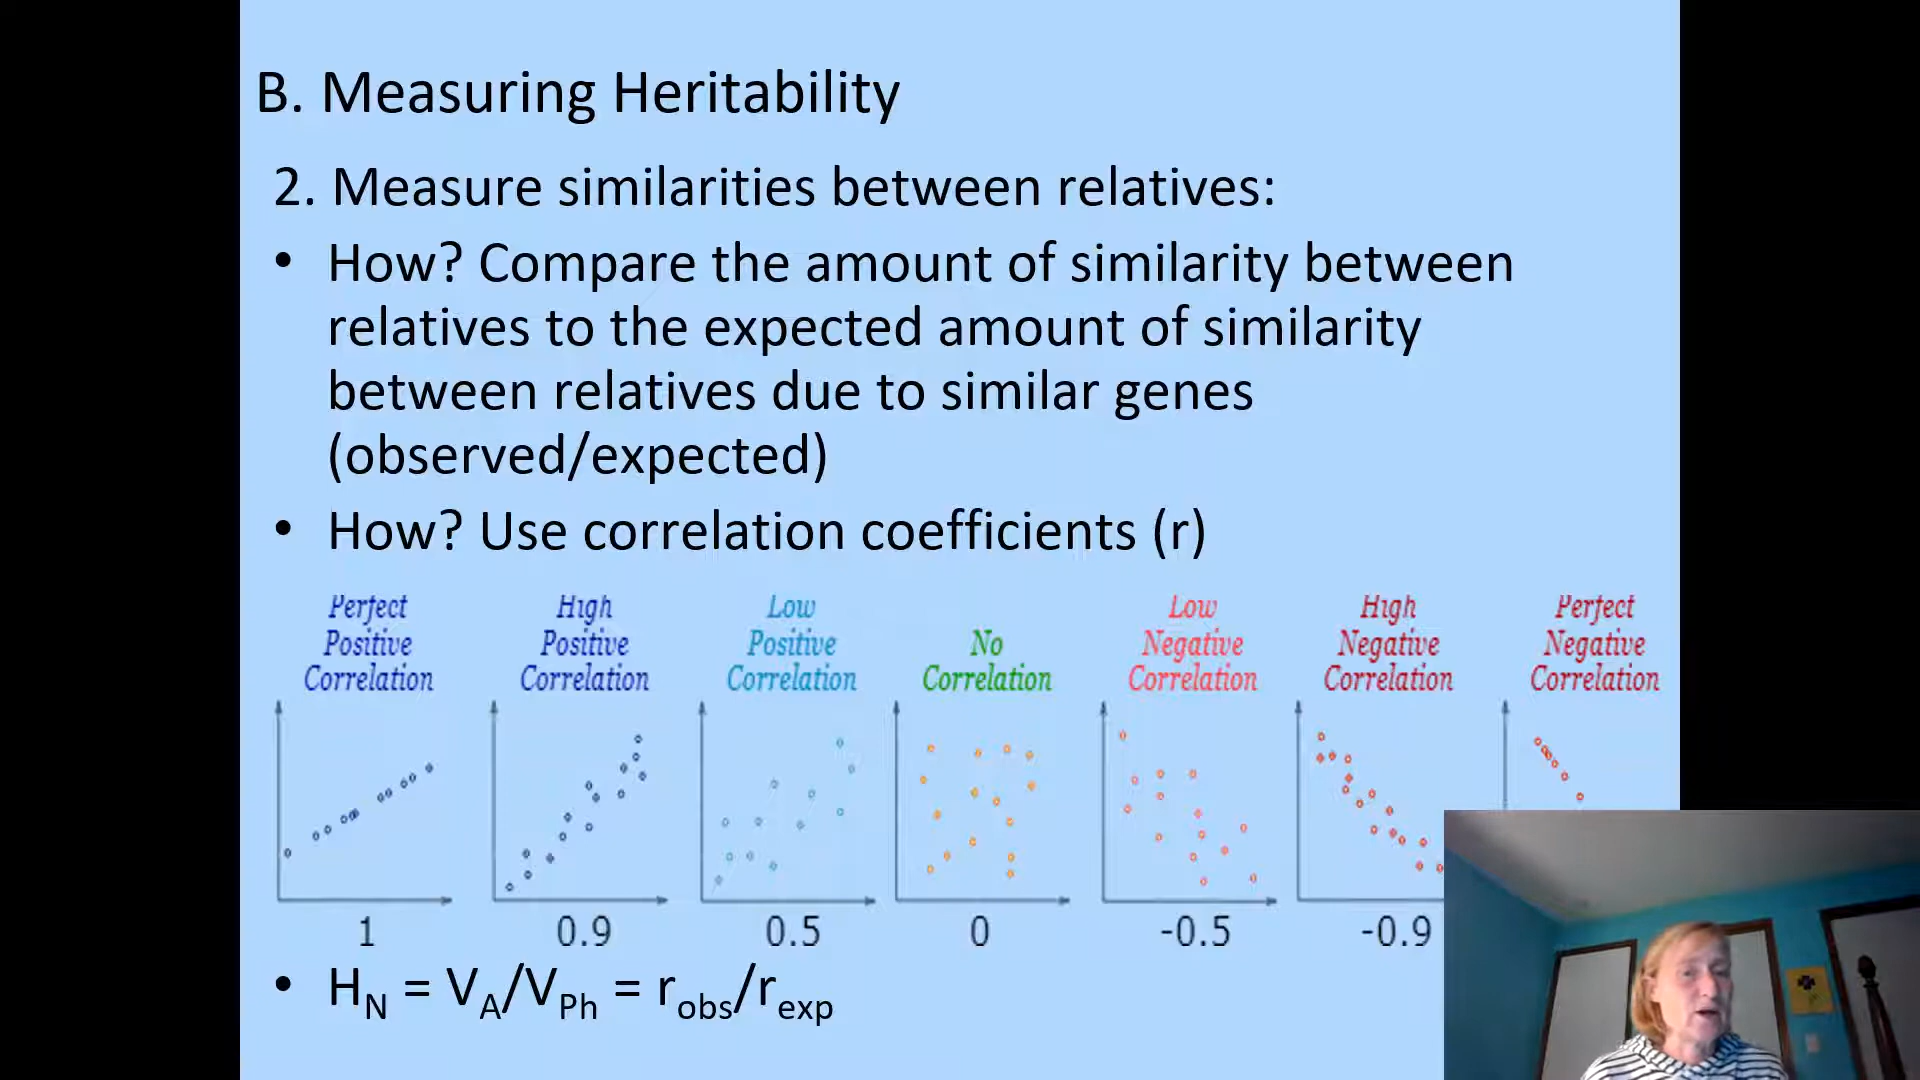 B. Measuring Heritability
2. Measure similarities between relatives:
• How? Compare the amount of similarity between
relatives to the expected amount of similarity
between relatives due to similar genes
(observed/expected)
• How? Use correlation coefficients (r)
Perfect Positive Correlation
High Positive Correlation
Low Positive Correlation
No Correlation
Low Negative Correlation
High Negative Correlation
Perfect Negative Correlation
1 0.9 0.5 0 -0.5 -0.9
• H_N = V_A/V_Ph = r_obs/r_exp